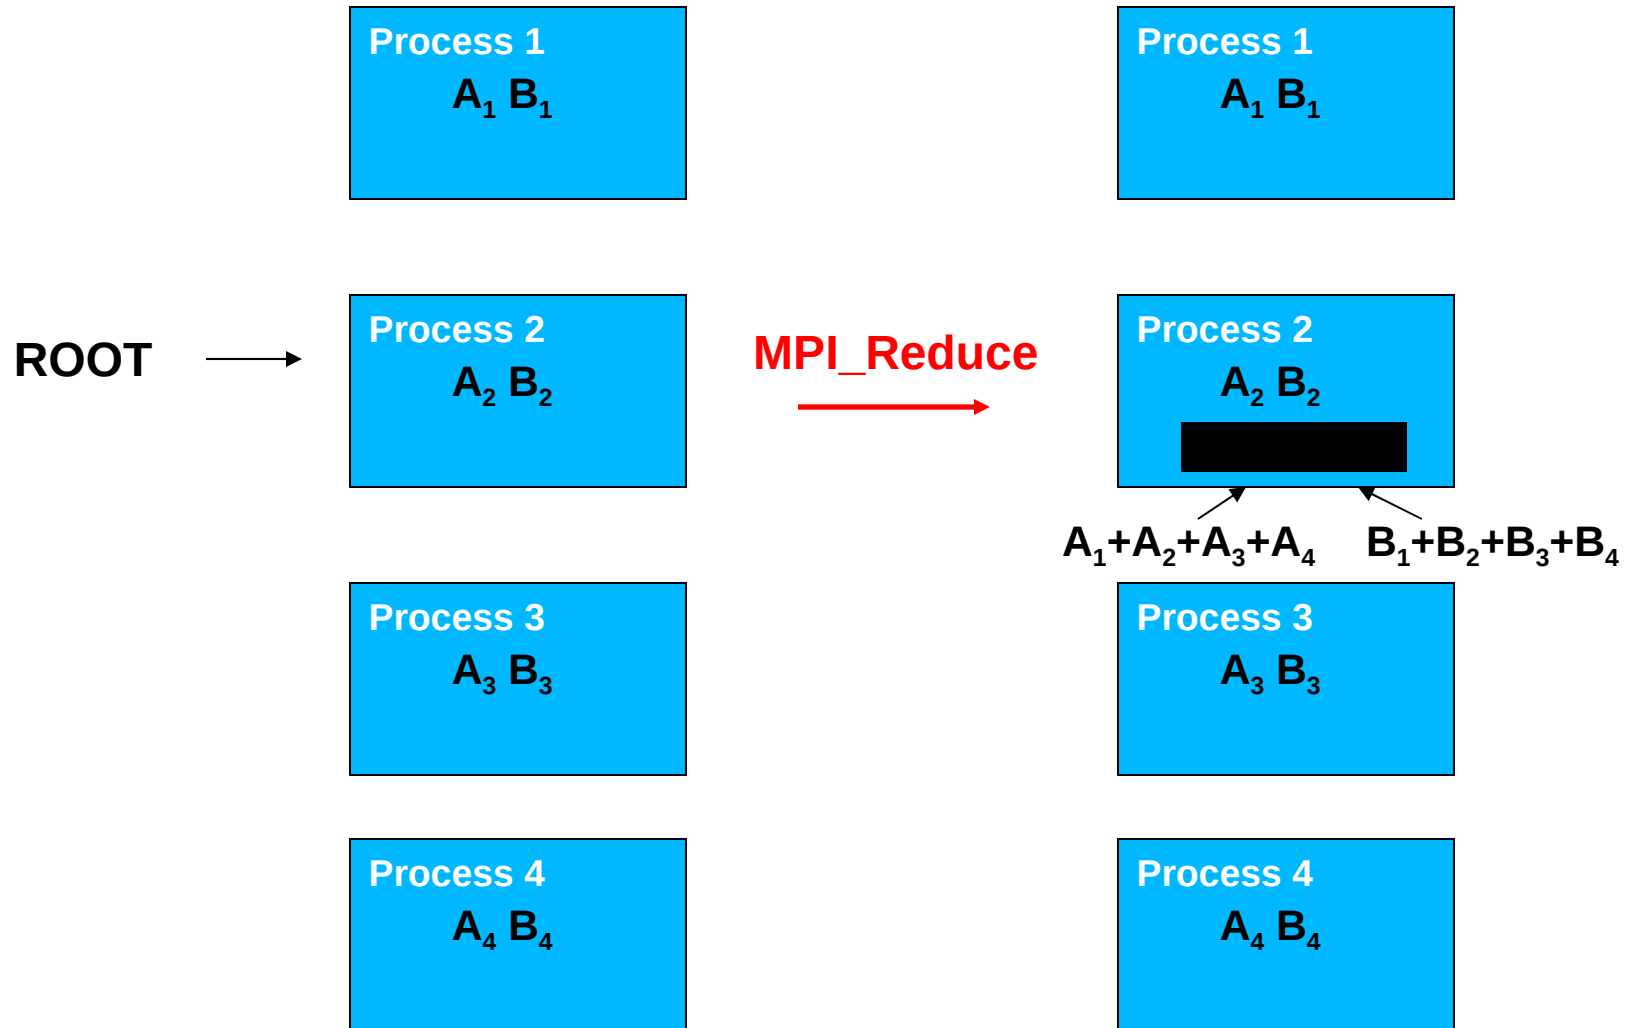 Process 1
A₁ B₁
Process 1
A₁ B₁
ROOT
Process 2
A₂ B₂
MPI_Reduce
Process 2
A₂ B₂
A₁+A₂+A₃+A₄
B₁+B₂+B₃+B₄
Process 3
A₃ B₃
Process 3
A₃ B₃
Process 4
A₄ B₄
Process 4
A₄ B₄